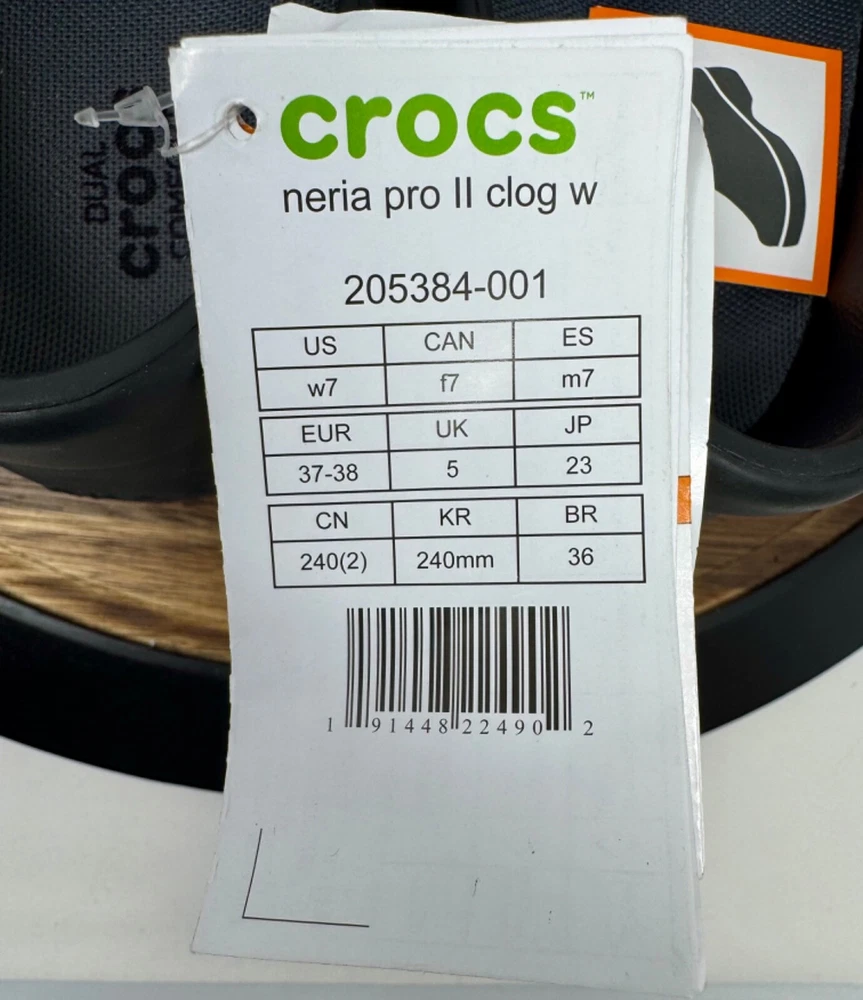 crocs™
neria pro II clog w
205384-001
US CAN ES
w7 f7 m7
EUR UK JP
37-38 5 23
CN KR BR
240(2) 240mm 36
1 91448 22490 2
DUAL
crocs